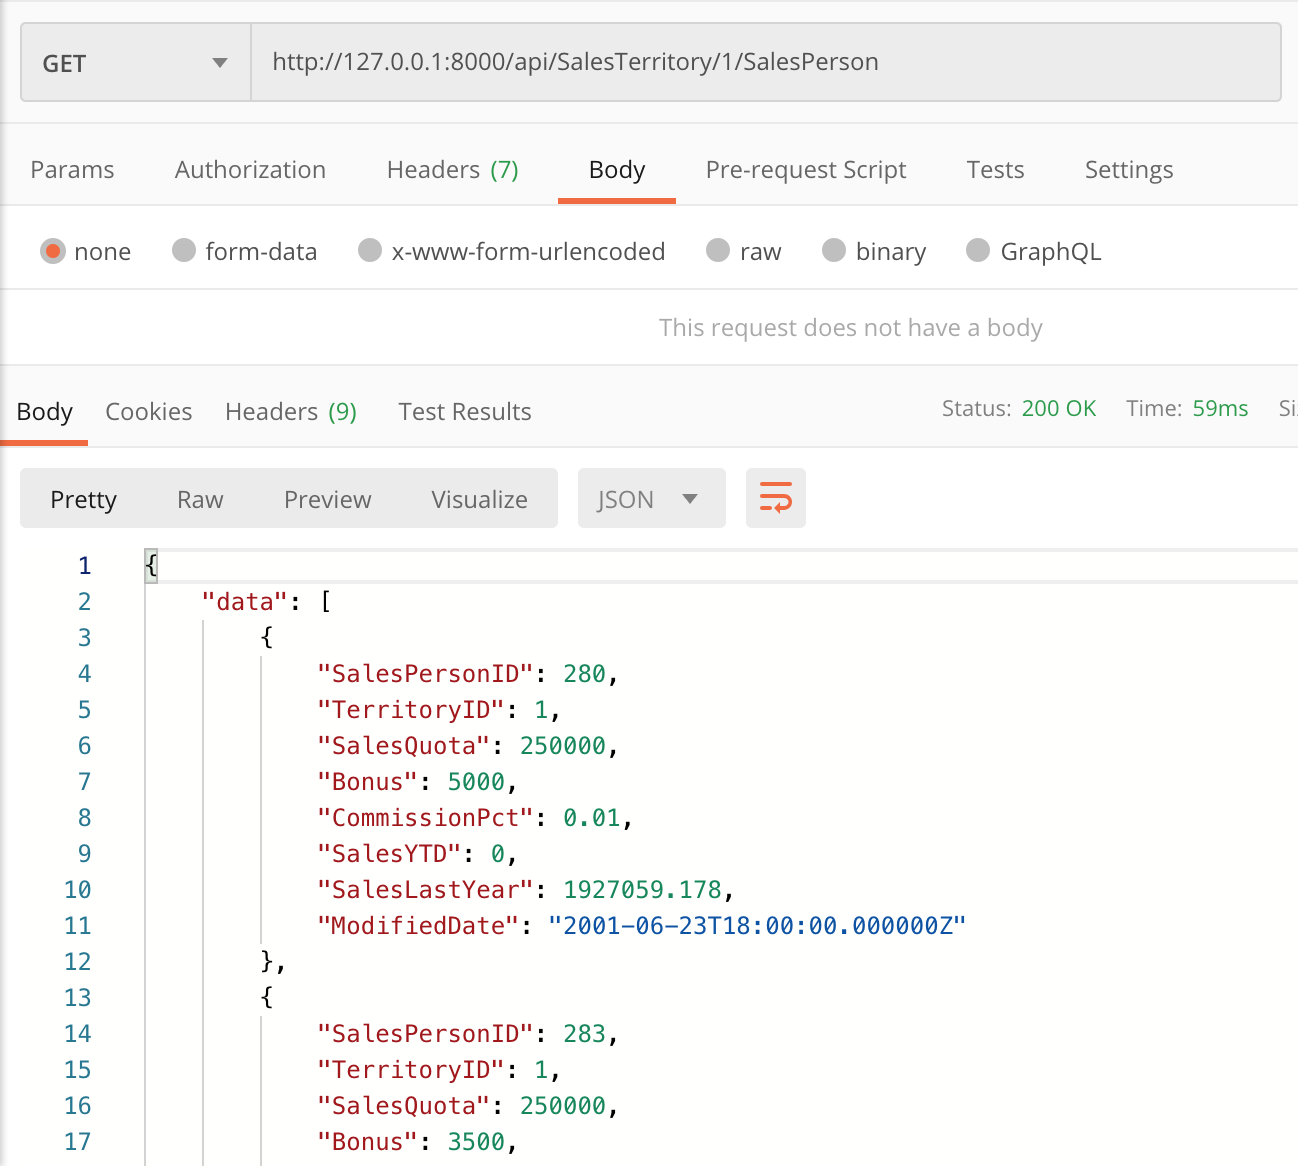 GET http://127.0.0.1:8000/api/SalesTerritory/1/SalesPerson
Params Authorization Headers (7) Body Pre-request Script Tests Settings
none form-data x-www-form-urlencoded raw binary GraphQL
This request does not have a body
Body Cookies Headers (9) Test Results Status: 200 OK Time: 59ms
Pretty Raw Preview Visualize JSON
1 {
2 "data": [
3 {
4 "SalesPersonID": 280,
5 "TerritoryID": 1,
6 "SalesQuota": 250000,
7 "Bonus": 5000,
8 "CommissionPct": 0.01,
9 "SalesYTD": 0,
10 "SalesLastYear": 1927059.178,
11 "ModifiedDate": "2001-06-23T18:00:00.000000Z"
12 },
13 {
14 "SalesPersonID": 283,
15 "TerritoryID": 1,
16 "SalesQuota": 250000,
17 "Bonus": 3500,